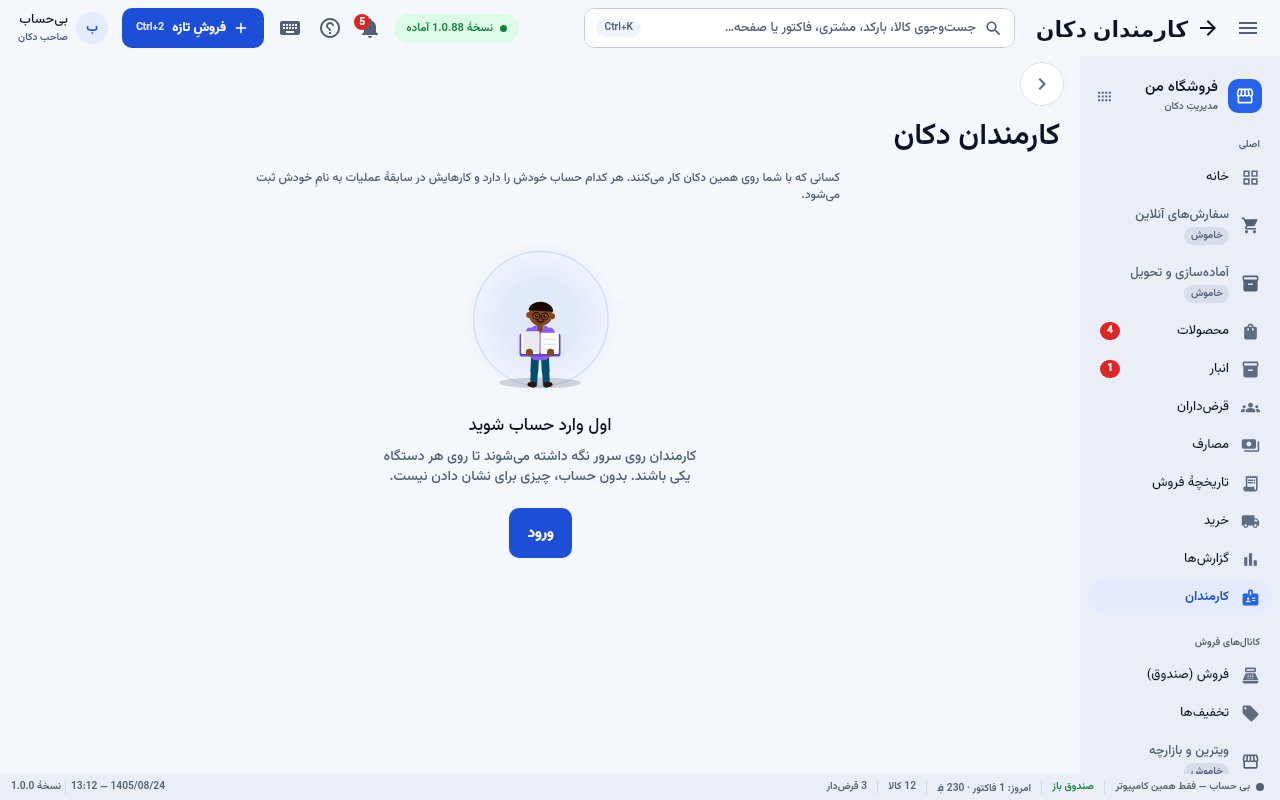 کارمندان دکان
جست‌وجوی کالا، بارکد، مشتری، فاکتور یا صفحه...
Ctrl+K
نسخهٔ 1.0.88 آماده
5
فروشِ تازه
Ctrl+2
ب
بی‌حساب
صاحب دکان
فروشگاه من
مدیریتِ دکان
اصلی
خانه
سفارش‌های آنلاین
خاموش
آماده‌سازی و تحویل
خاموش
محصولات
4
انبار
1
قرض‌داران
مصارف
تاریخچهٔ فروش
خرید
گزارش‌ها
کارمندان
کانال‌های فروش
فروش (صندوق)
تخفیف‌ها
ویترین و بازارچه
خاموش
کارمندان دکان
کسانی که با شما روی همین دکان کار می‌کنند. هر کدام حساب خودش را دارد و کارهایش در سابقهٔ عملیات به نامِ خودش ثبت
می‌شود.
اول وارد حساب شوید
کارمندان روی سرور نگه داشته می‌شوند تا روی هر دستگاه
یکی باشند. بدون حساب، چیزی برای نشان دادن نیست.
ورود
بی حساب — فقط همین کامپیوتر
صندوق باز
امروز: 1 فاکتور · 230 ؋
12 کالا
3 قرض‌دار
1405/08/24 — 13:12
نسخهٔ 1.0.0